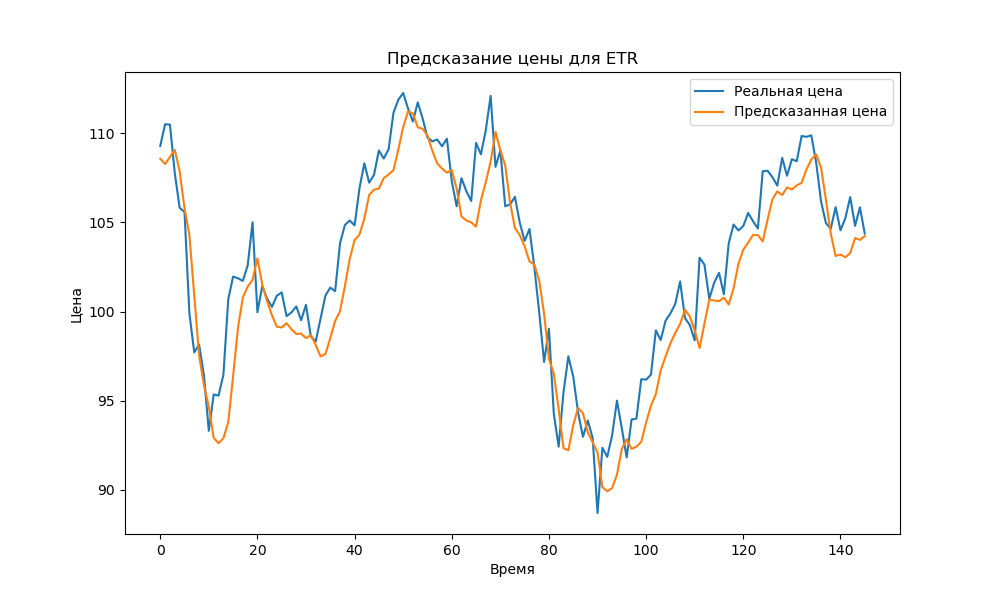 Предсказание цены для ETR
Реальная цена
Предсказанная цена
Цена
110
105
100
95
90
0 20 40 60 80 100 120 140
Время